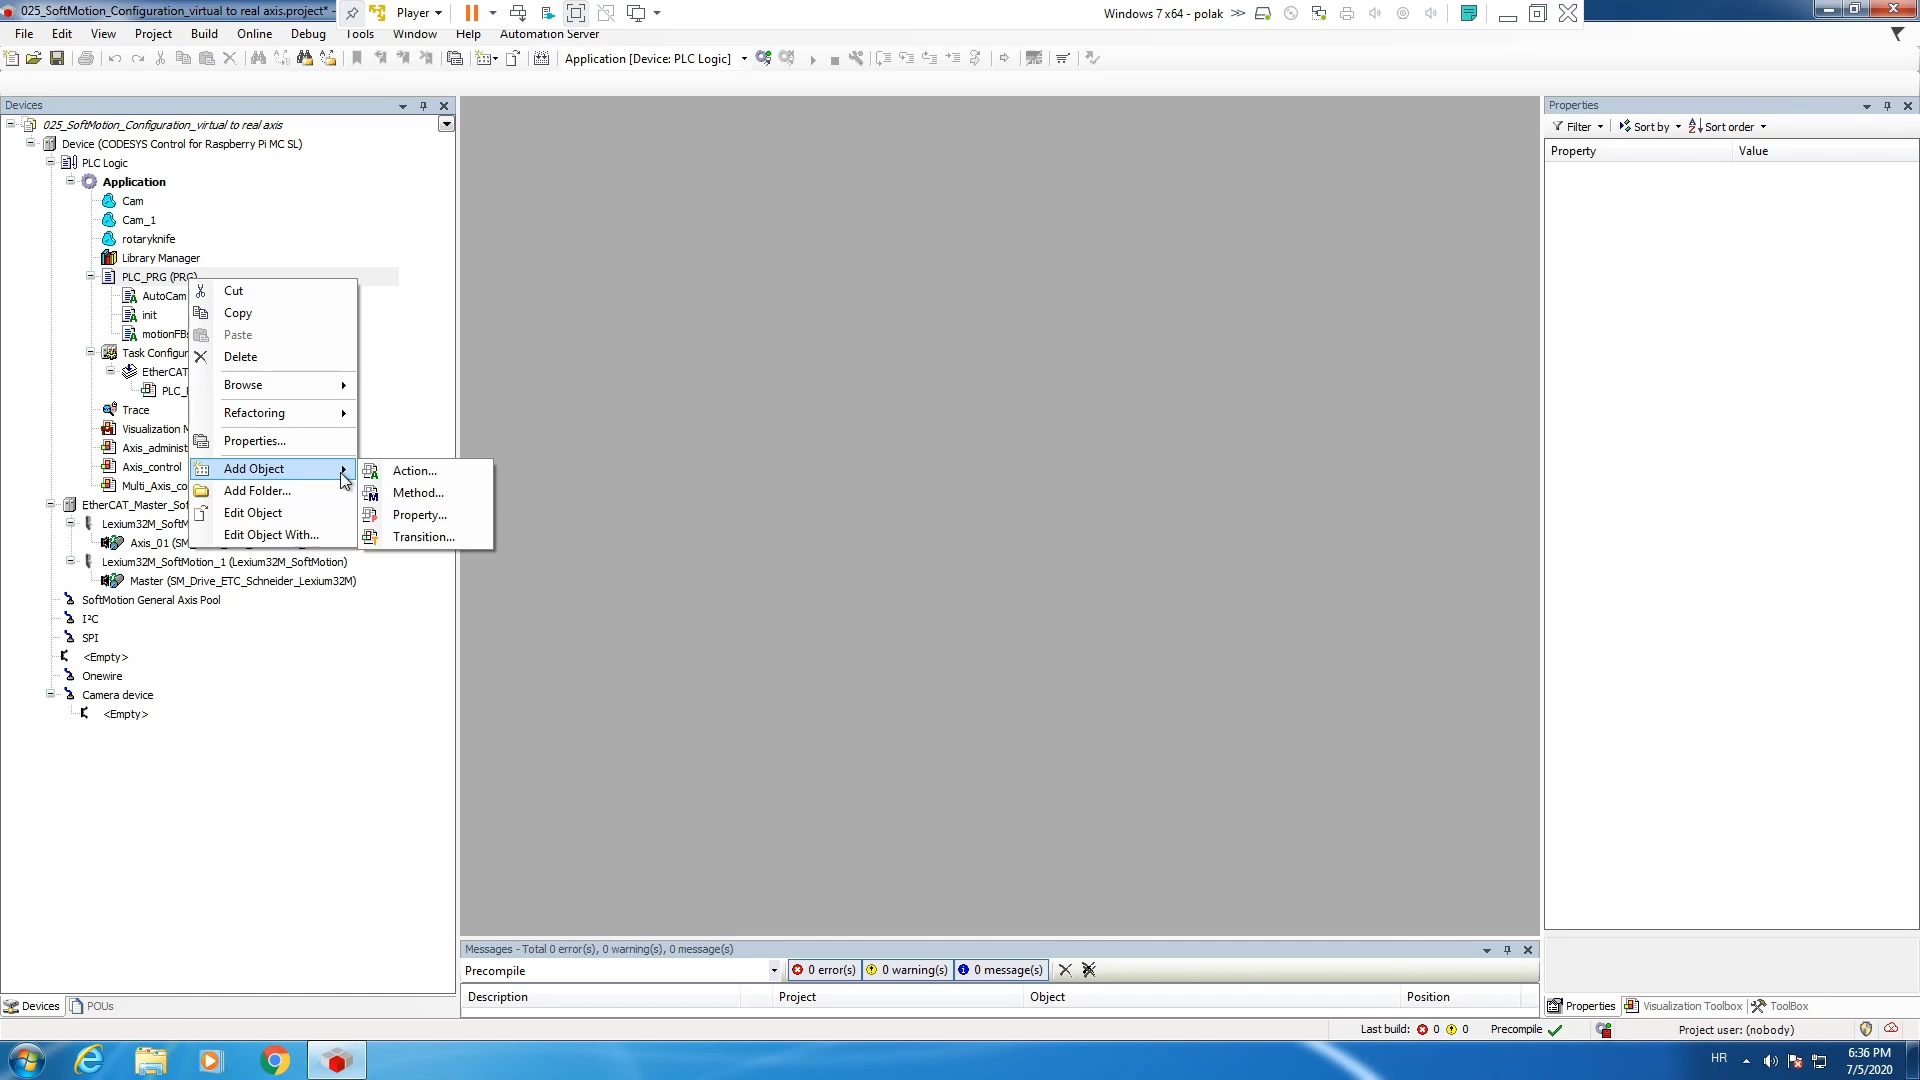 025_SoftMotion_Configuration_virtual to real axis.project* -
Player
Windows 7 x64 - polak
File Edit View Project Build Online Debug Tools Window Help Automation Server
Application [Device: PLC Logic]
Devices
025_SoftMotion_Configuration_virtual to real axis
Device (CODESYS Control for Raspberry Pi MC SL)
PLC Logic
Application
Cam
Cam_1
rotaryknife
Library Manager
PLC_PRG (PRG)
AutoCam
init
motionFBs
Task Configur
EtherCAT
PLC_
Trace
Visualization M
Axis_administ
Axis_control
Multi_Axis_co
EtherCAT_Master_Sof
Lexium32M_SoftM
Axis_01 (SM_
Lexium32M_SoftMotion_1 (Lexium32M_SoftMotion)
Master (SM_Drive_ETC_Schneider_Lexium32M)
SoftMotion General Axis Pool
I²C
SPI
<Empty>
Onewire
Camera device
<Empty>
Cut
Copy
Paste
Delete
Browse
Refactoring
Properties...
Add Object
Add Folder...
Edit Object
Edit Object With...
Action...
Method...
Property...
Transition...
Properties
Filter Sort by Sort order
Property Value
Messages - Total 0 error(s), 0 warning(s), 0 message(s)
Precompile 0 error(s) 0 warning(s) 0 message(s)
Description Project Object Position
Devices POUs
Properties Visualization Toolbox ToolBox
Last build: 0 0 Precompile Project user: (nobody)
HR
6:36 PM
7/5/2020